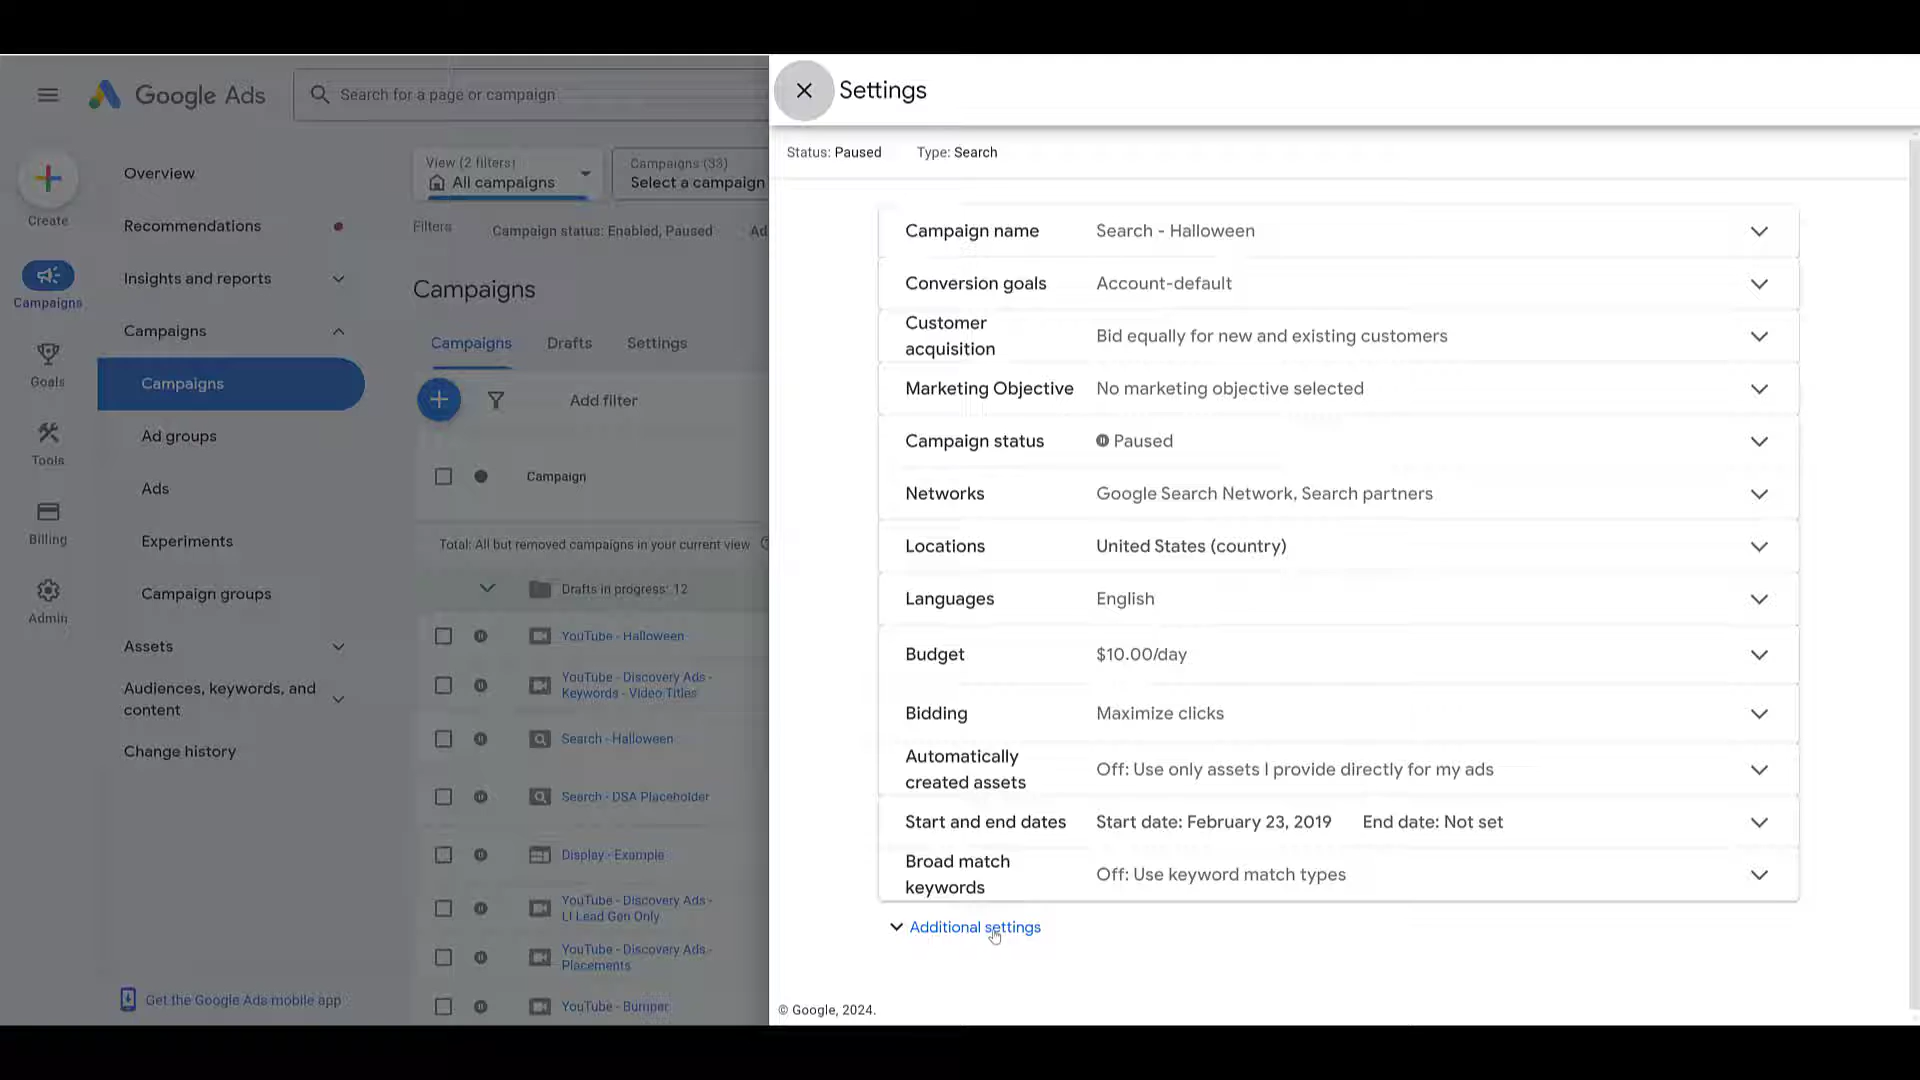 Google Ads
Search for a page or campaign
Create
Campaigns
Goals
Tools
Billing
Admin
Overview
Recommendations
Insights and reports
Campaigns
Campaigns
Ad groups
Ads
Experiments
Campaign groups
Assets
Audiences, keywords, and
content
Change history
Get the Google Ads mobile app
View (2 filters)
All campaigns
Campaigns (33)
Select a campaign
Filters
Campaign status: Enabled, Paused
Ad
Campaigns
Campaigns
Drafts
Settings
Add filter
Campaign
Total: All but removed campaigns in your current view
Drafts in progress: 12
YouTube - Halloween
YouTube - Discovery Ads -
Keywords - Video Titles
Search - Halloween
Search - DSA Placeholder
Display - Example
YouTube - Discovery Ads -
LI Lead Gen Only
YouTube - Discovery Ads -
Placements
YouTube - Bumper
Settings
Status: Paused
Type: Search
Campaign name
Search - Halloween
Conversion goals
Account-default
Customer
acquisition
Bid equally for new and existing customers
Marketing Objective
No marketing objective selected
Campaign status
Paused
Networks
Google Search Network, Search partners
Locations
United States (country)
Languages
English
Budget
$10.00/day
Bidding
Maximize clicks
Automatically
created assets
Off: Use only assets I provide directly for my ads
Start and end dates
Start date: February 23, 2019
End date: Not set
Broad match
keywords
Off: Use keyword match types
Additional settings
© Google, 2024.